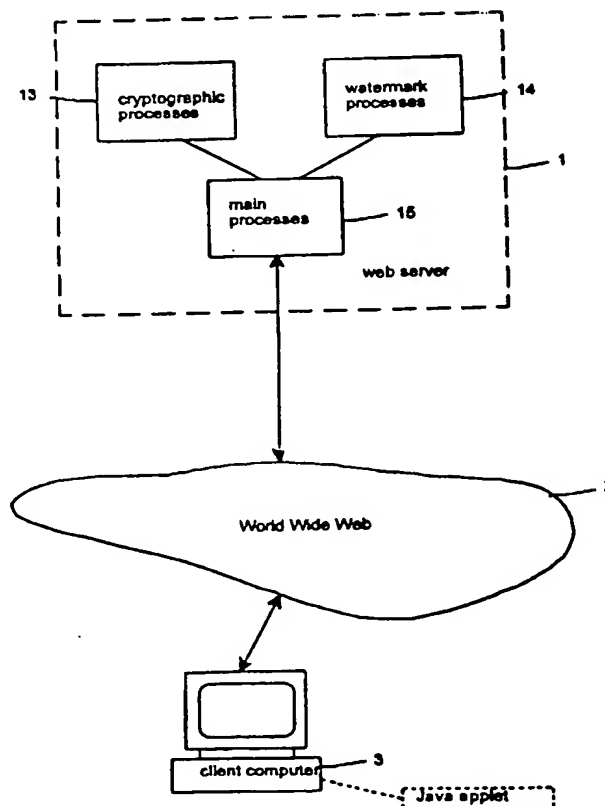 13
cryptographic
processes
watermark
processes
14
1
main
processes
15
web server
World Wide Web
client computer
3
Java applet